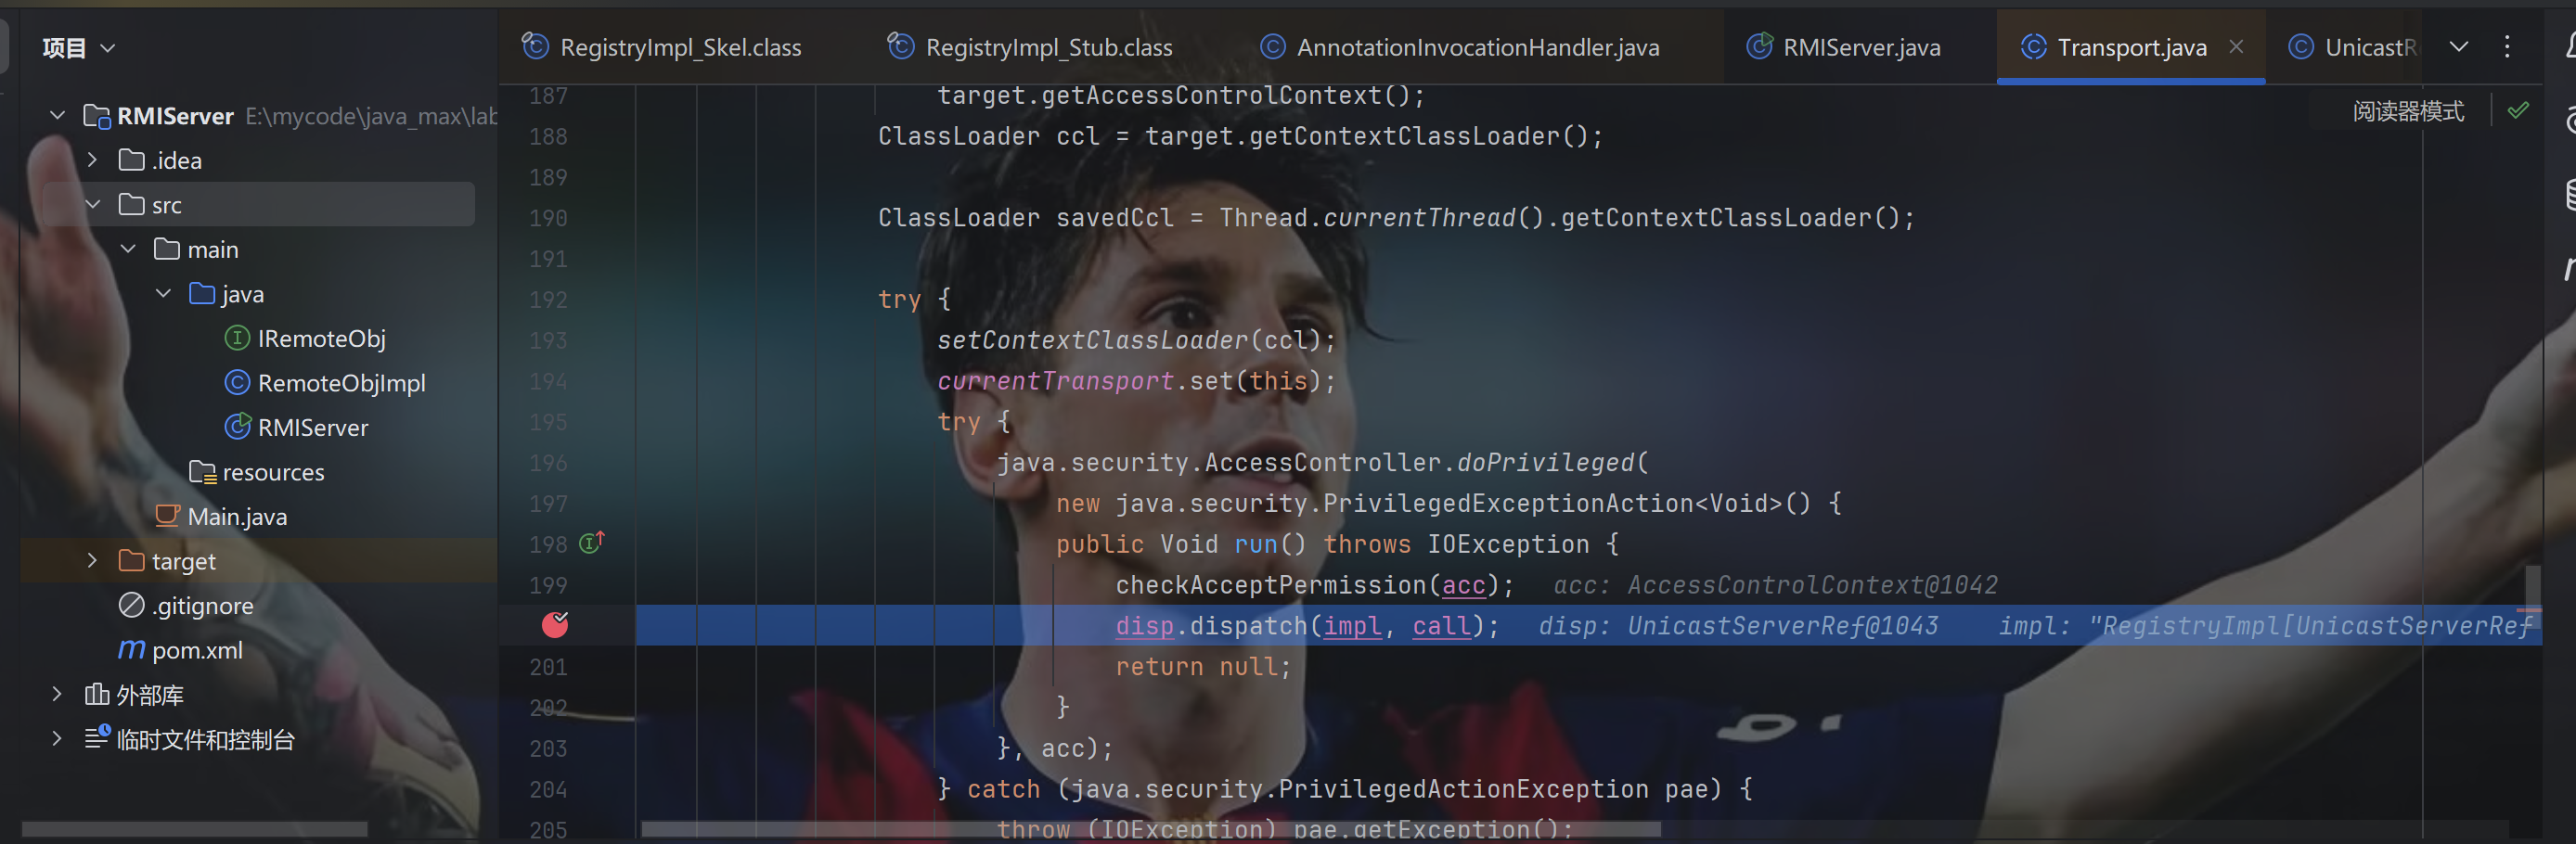 项目
RMIServer E:\mycode\java_max\lab
.idea
src
main
java
IRemoteObj
RemoteObjImpl
RMIServer
resources
Main.java
target
.gitignore
pom.xml
外部库
临时文件和控制台
RegistryImpl_Skel.class RegistryImpl_Stub.class AnnotationInvocationHandler.java RMIServer.java Transport.java UnicastR
阅读器模式
187 target.getAccessControlContext();
188 ClassLoader ccl = target.getContextClassLoader();
189
190 ClassLoader savedCcl = Thread.currentThread().getContextClassLoader();
191
192 try {
193 setContextClassLoader(ccl);
194 currentTransport.set(this);
195 try {
196 java.security.AccessController.doPrivileged(
197 new java.security.PrivilegedExceptionAction<Void>() {
198 public Void run() throws IOException {
199 checkAcceptPermission(acc); acc: AccessControlContext@1042
disp.dispatch(impl, call); disp: UnicastServerRef@1043 impl: "RegistryImpl[UnicastServerRef
201 return null;
202 }
203 }, acc);
204 } catch (java.security.PrivilegedActionException pae) {
205 throw (IOException) pae.getException();